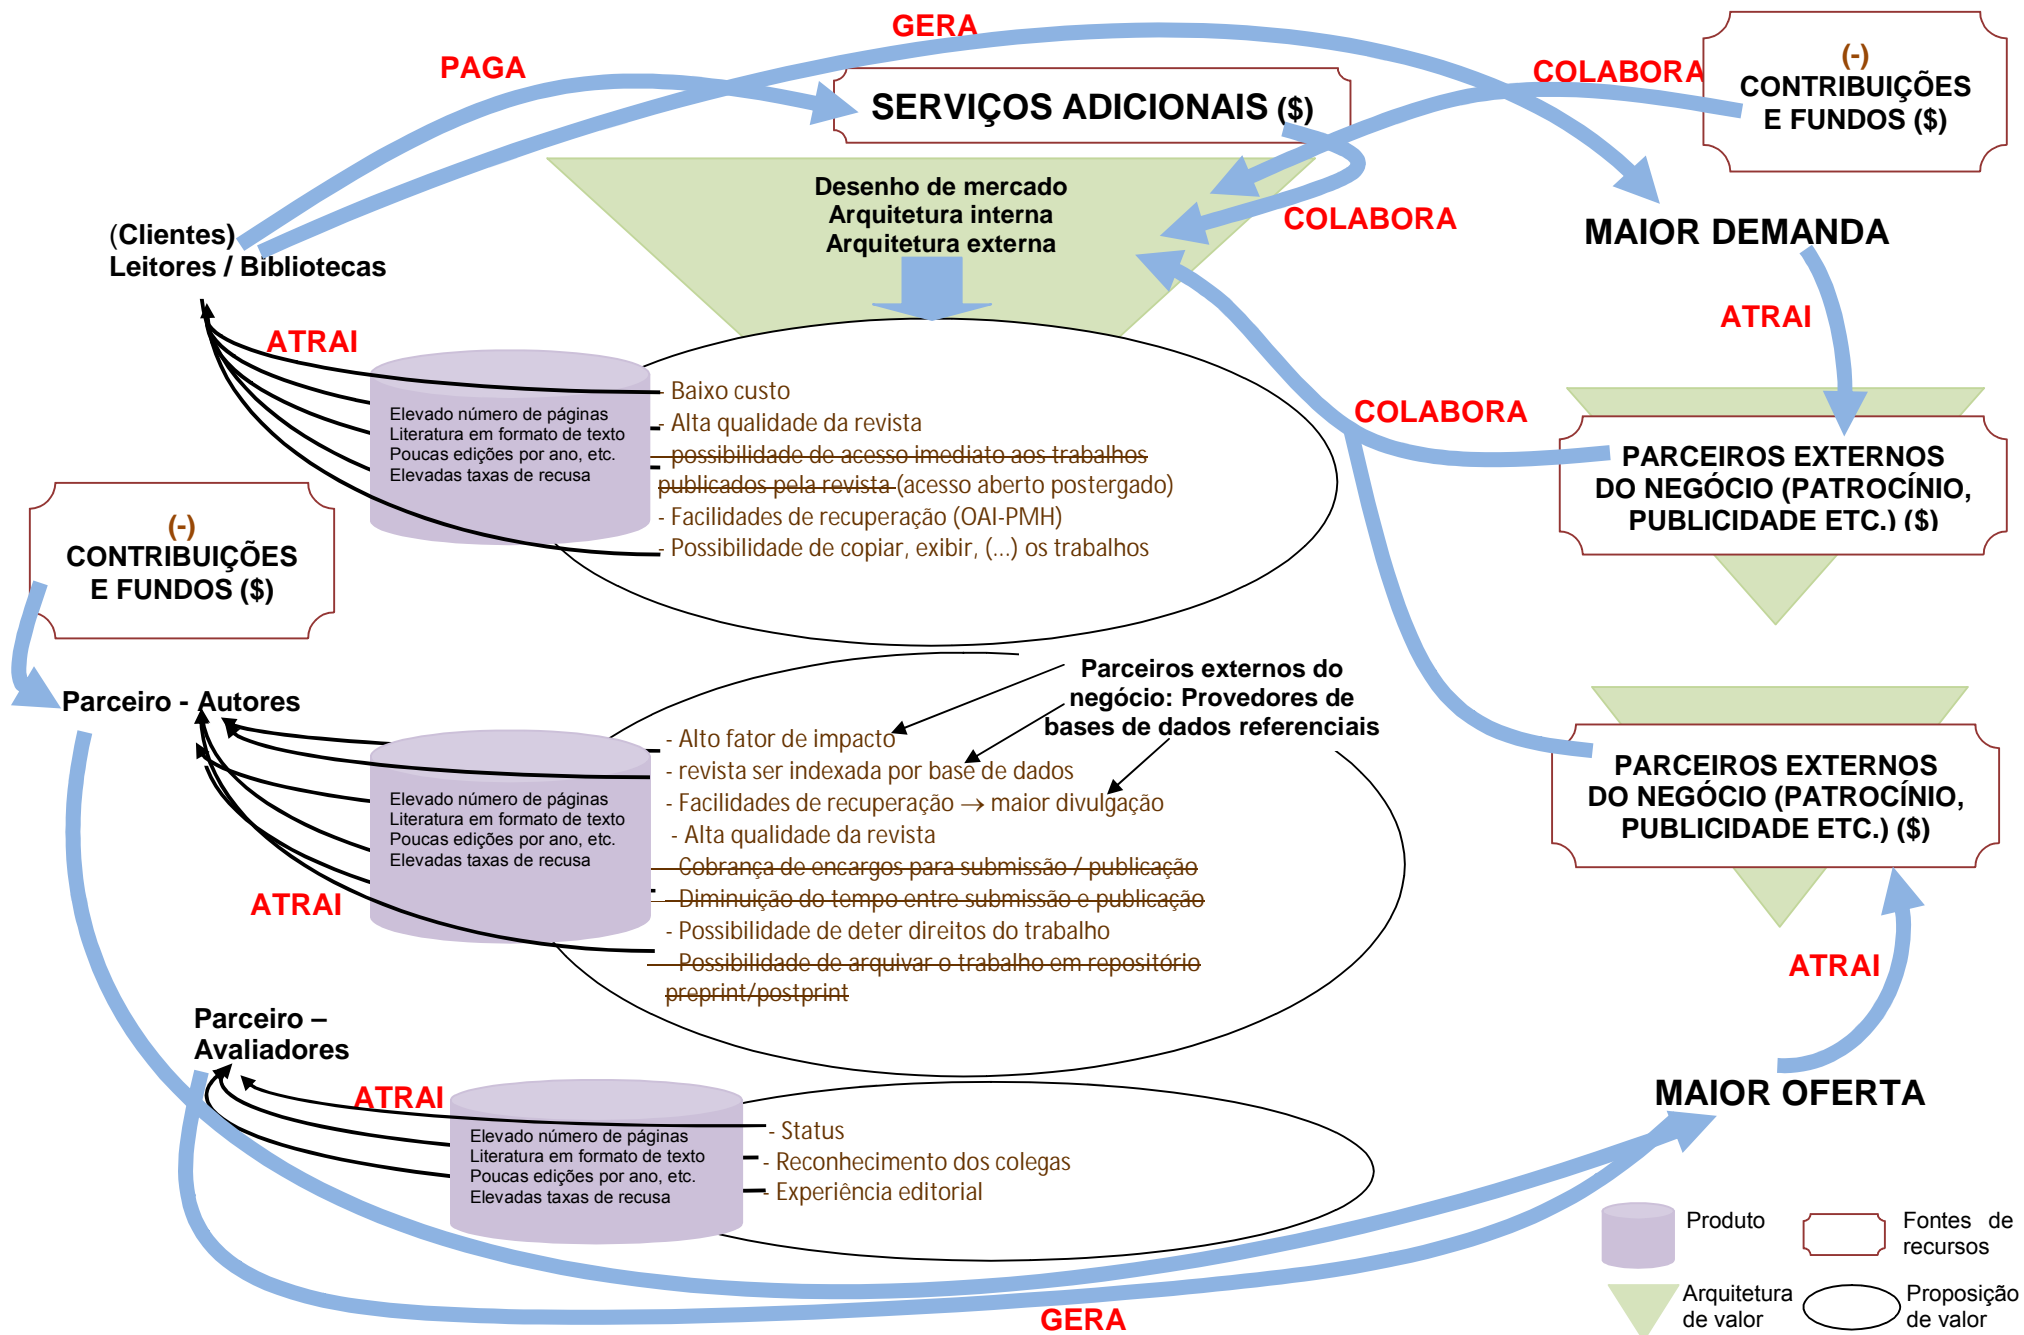 GERA
PAGA
SERVIÇOS ADICIONAIS ($)
COLABORA
(-)
CONTRIBUIÇÕES
E FUNDOS ($)
Desenho de mercado
Arquitetura interna
Arquitetura externa
COLABORA
MAIOR DEMANDA
(Clientes)
Leitores / Bibliotecas
ATRAI
ATRAI
Elevado número de páginas
Literatura em formato de texto
Poucas edições por ano, etc.
Elevadas taxas de recusa
- Baixo custo
- Alta qualidade da revista
- possibilidade de acesso imediato aos trabalhos
publicados pela revista (acesso aberto postergado)
- Facilidades de recuperação (OAI-PMH)
- Possibilidade de copiar, exibir, (...) os trabalhos
COLABORA
PARCEIROS EXTERNOS
DO NEGÓCIO (PATROCÍNIO,
PUBLICIDADE ETC.) ($)
(-)
CONTRIBUIÇÕES
E FUNDOS ($)
Parceiro - Autores
Parceiros externos do
negócio: Provedores de
bases de dados referenciais
Elevado número de páginas
Literatura em formato de texto
Poucas edições por ano, etc.
Elevadas taxas de recusa
- Alto fator de impacto
- revista ser indexada por base de dados
- Facilidades de recuperação → maior divulgação
- Alta qualidade da revista
- Cobrança de encargos para submissão / publicação
- Diminuição do tempo entre submissão e publicação
- Possibilidade de deter direitos do trabalho
- Possibilidade de arquivar o trabalho em repositório
preprint/postprint
ATRAI
PARCEIROS EXTERNOS
DO NEGÓCIO (PATROCÍNIO,
PUBLICIDADE ETC.) ($)
ATRAI
Parceiro –
Avaliadores
ATRAI
Elevado número de páginas
Literatura em formato de texto
Poucas edições por ano, etc.
Elevadas taxas de recusa
- Status
- Reconhecimento dos colegas
- Experiência editorial
MAIOR OFERTA
GERA
Produto
Fontes de
recursos
Arquitetura
de valor
Proposição
de valor